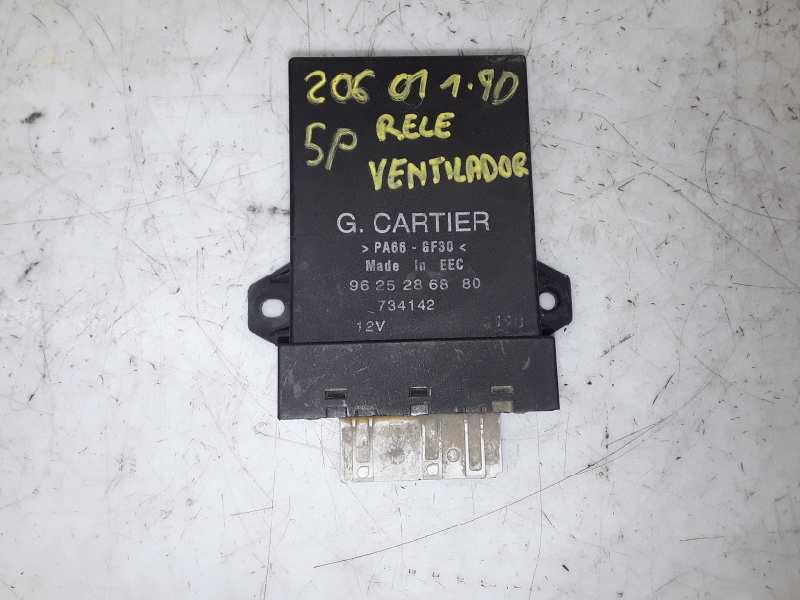 206 01 1.9D
5P RELE
VENTILADOR
G. CARTIER
> PA66 - GF30 <
Made in EEC
96 25 28 68 80
734142
12V